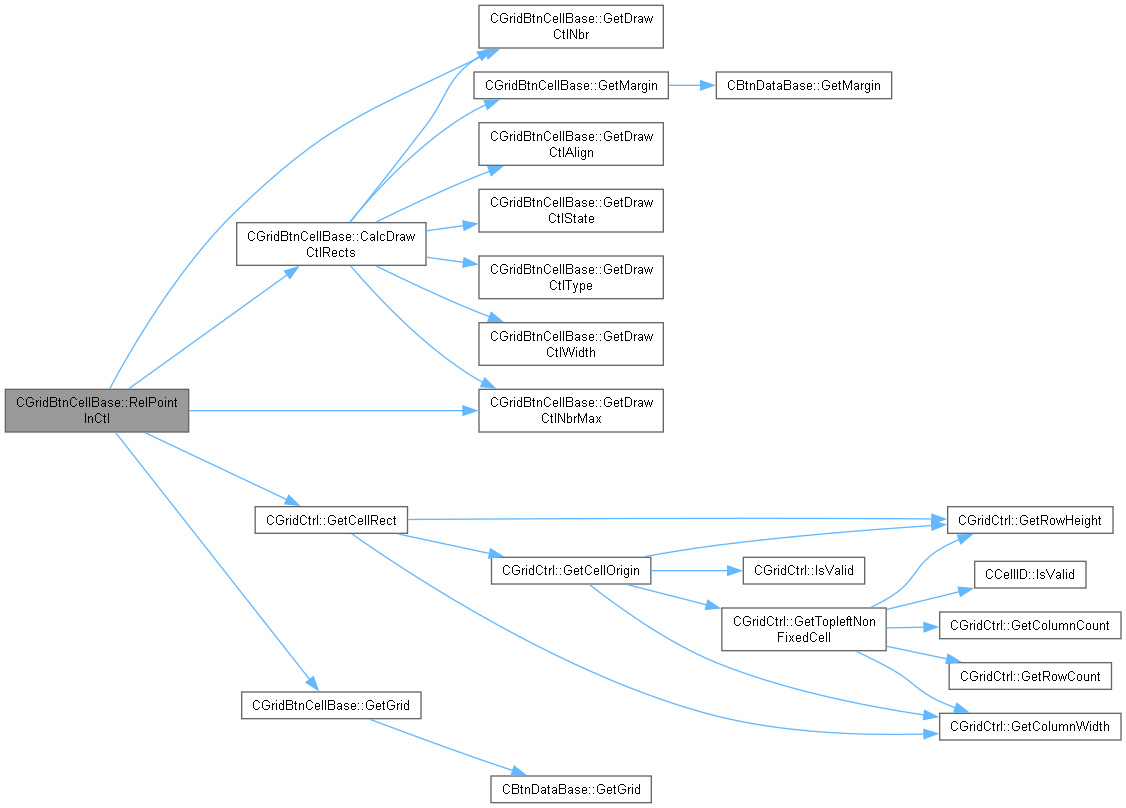 CGridBtnCellBase::GetDraw
CtlNbr
CGridBtnCellBase::GetMargin
CBtnDataBase::GetMargin
CGridBtnCellBase::GetDraw
CtlAlign
CGridBtnCellBase::GetDraw
CtlState
CGridBtnCellBase::CalcDraw
CtlRects
CGridBtnCellBase::GetDraw
CtlType
CGridBtnCellBase::GetDraw
CtlWidth
CGridBtnCellBase::RelPoint
InCtl
CGridBtnCellBase::GetDraw
CtlNbrMax
CGridCtrl::GetCellRect
CGridCtrl::GetRowHeight
CGridCtrl::GetCellOrigin
CGridCtrl::IsValid
CCellID::IsValid
CGridCtrl::GetTopleftNon
FixedCell
CGridCtrl::GetColumnCount
CGridCtrl::GetRowCount
CGridBtnCellBase::GetGrid
CGridCtrl::GetColumnWidth
CBtnDataBase::GetGrid